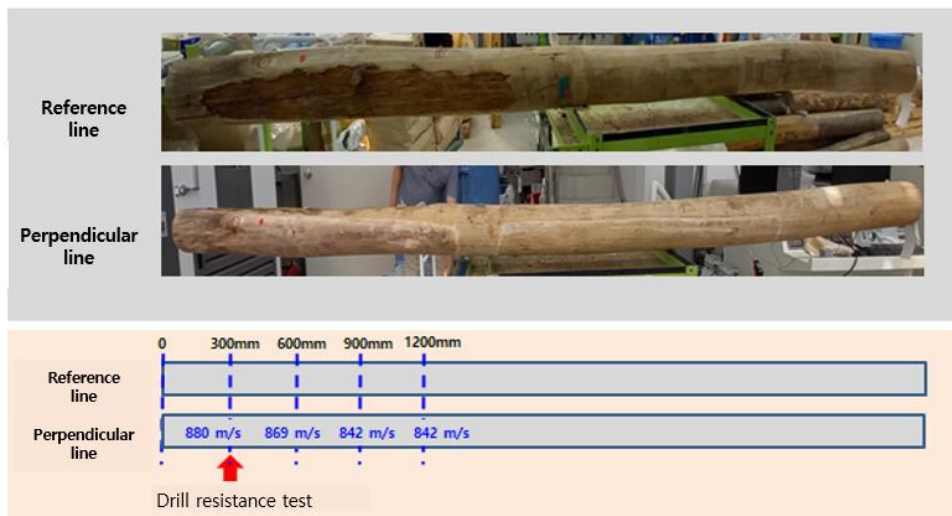 Reference
line
Perpendicular
line
0 300mm 600mm 900mm 1200mm
Reference
line
Perpendicular
line
880 m/s 869 m/s 842 m/s 842 m/s
Drill resistance test